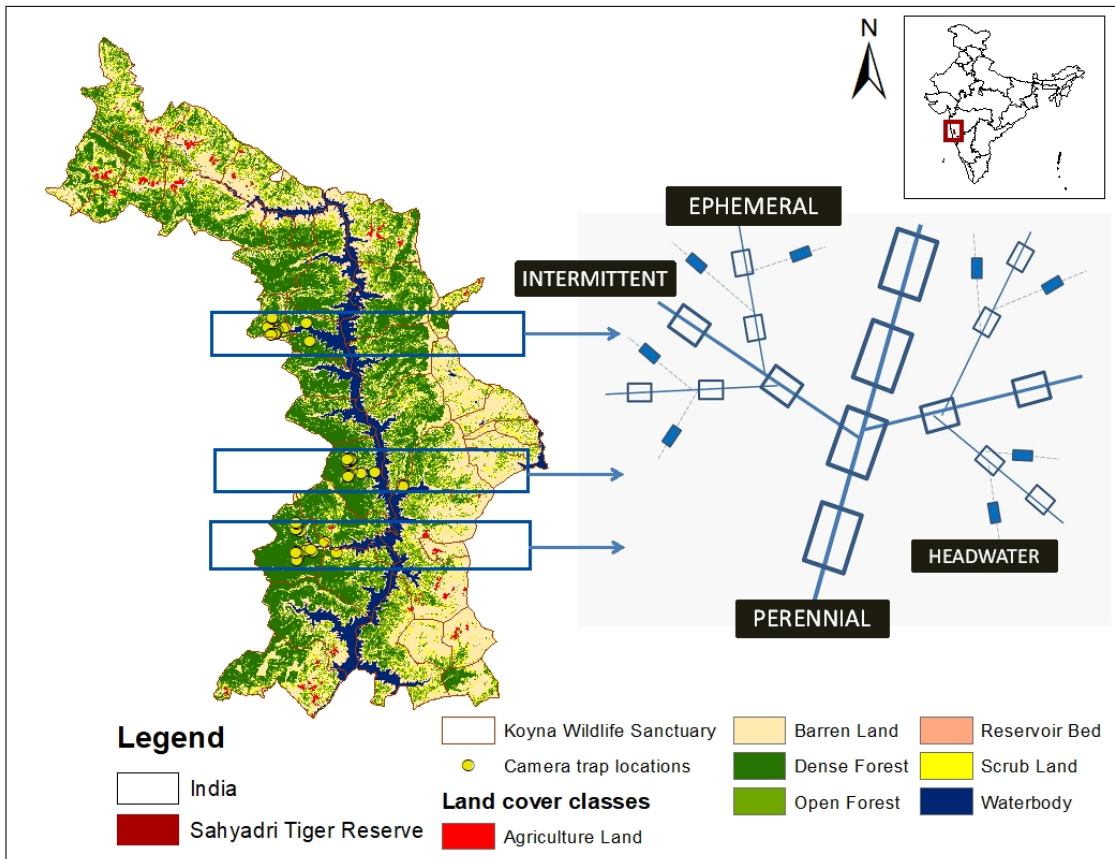 N
EPHEMERAL
INTERMITTENT
HEADWATER
PERENNIAL
Legend
India
Sahyadri Tiger Reserve
Koyna Wildlife Sanctuary
Camera trap locations
Land cover classes
Agriculture Land
Barren Land
Dense Forest
Open Forest
Reservoir Bed
Scrub Land
Waterbody